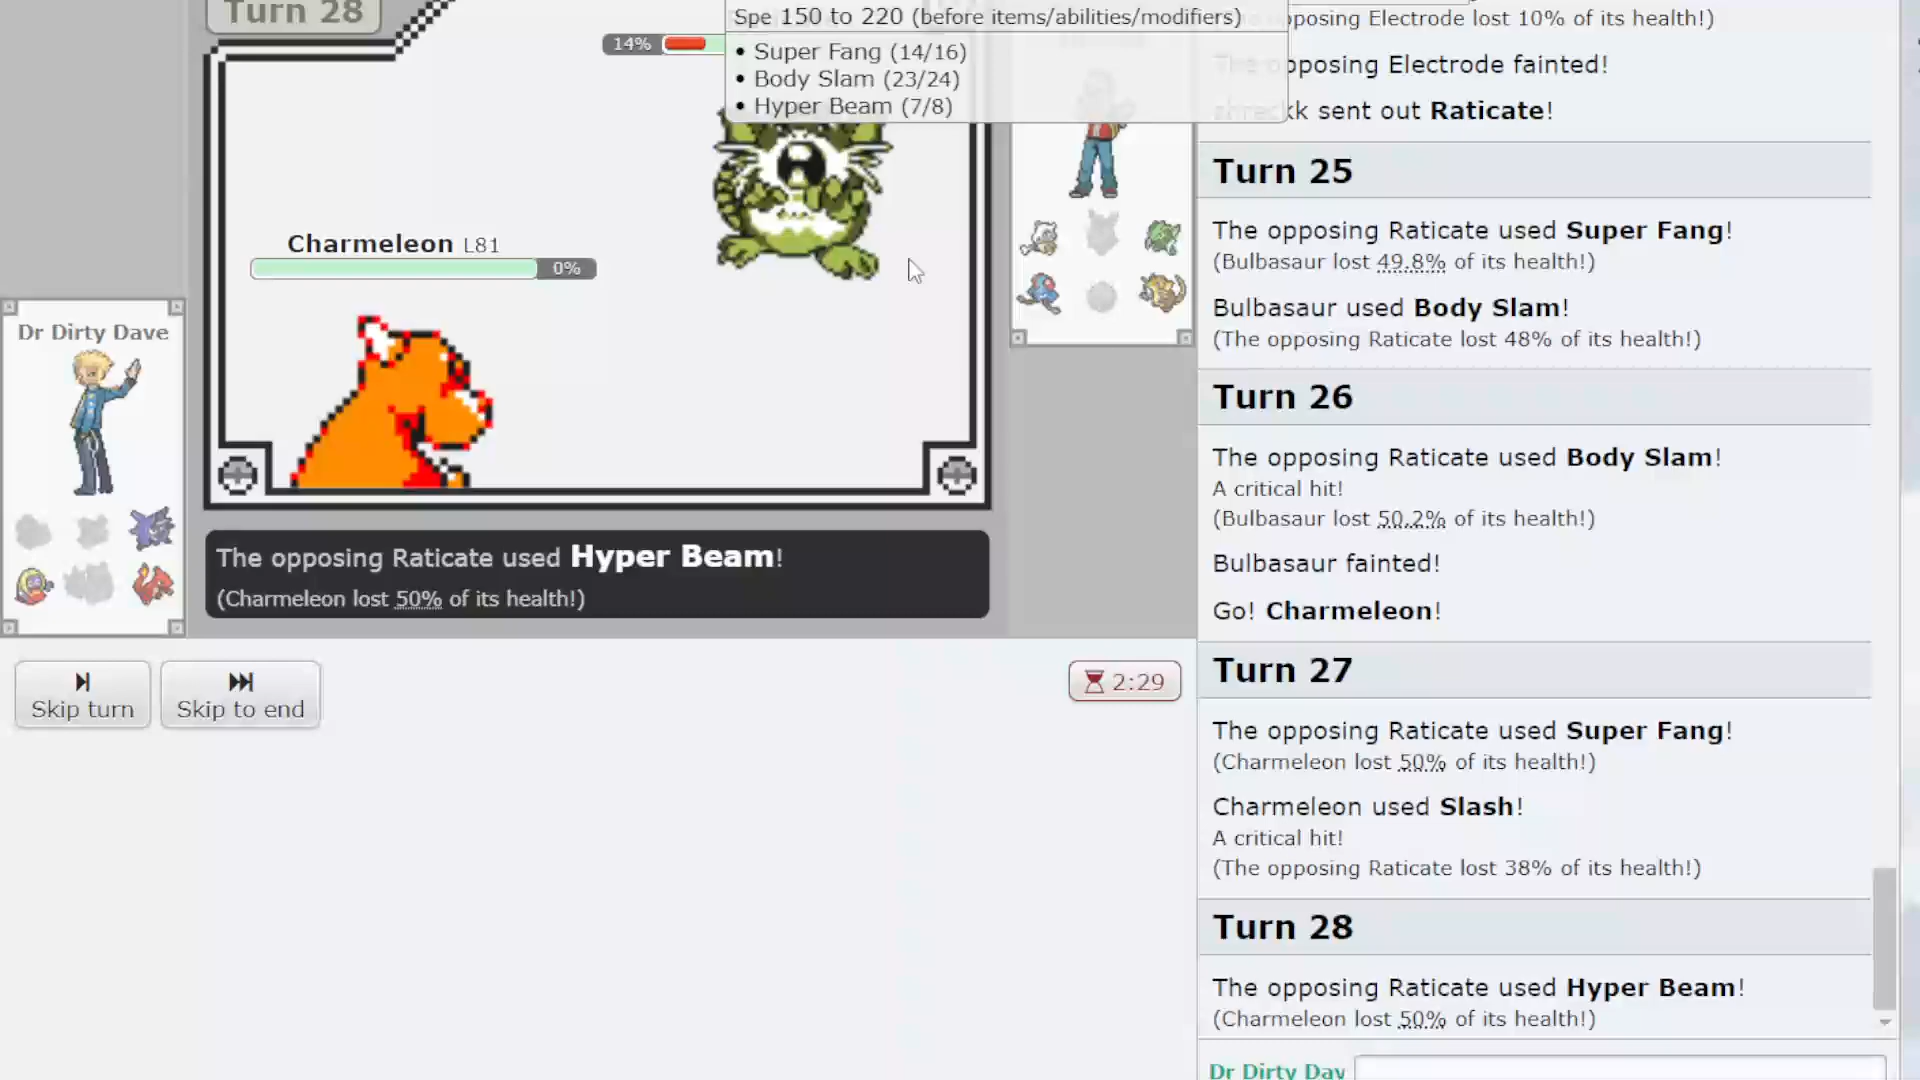 Turn 28
Spe 150 to 220 (before items/abilities/modifiers)
14%
• Super Fang (14/16)
• Body Slam (23/24)
• Hyper Beam (7/8)
Charmeleon L81
0%
Dr Dirty Dave
The opposing Raticate used Hyper Beam!
(Charmeleon lost 50% of its health!)
Skip turn
Skip to end
2:29
opposing Electrode lost 10% of its health!)
The opposing Electrode fainted!
shreckk sent out Raticate!
Turn 25
The opposing Raticate used Super Fang!
(Bulbasaur lost 49.8% of its health!)
Bulbasaur used Body Slam!
(The opposing Raticate lost 48% of its health!)
Turn 26
The opposing Raticate used Body Slam!
A critical hit!
(Bulbasaur lost 50.2% of its health!)
Bulbasaur fainted!
Go! Charmeleon!
Turn 27
The opposing Raticate used Super Fang!
(Charmeleon lost 50% of its health!)
Charmeleon used Slash!
A critical hit!
(The opposing Raticate lost 38% of its health!)
Turn 28
The opposing Raticate used Hyper Beam!
(Charmeleon lost 50% of its health!)
Dr Dirty Dav